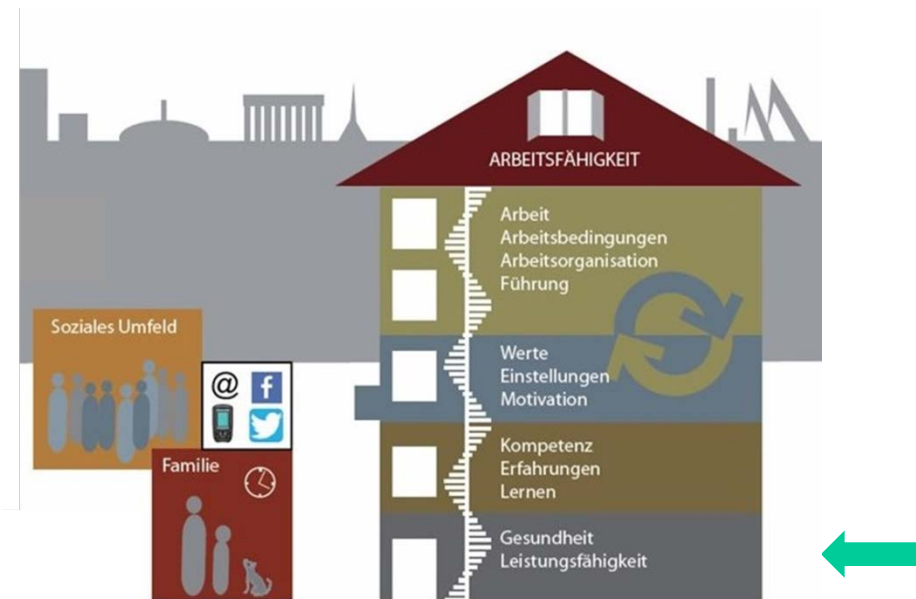 ARBEITSFÄHIGKEIT
Arbeit
Arbeitsbedingungen
Arbeitsorganisation
Führung
Werte
Einstellungen
Motivation
Kompetenz
Erfahrungen
Lernen
Gesundheit
Leistungsfähigkeit
Soziales Umfeld
@ f
Familie